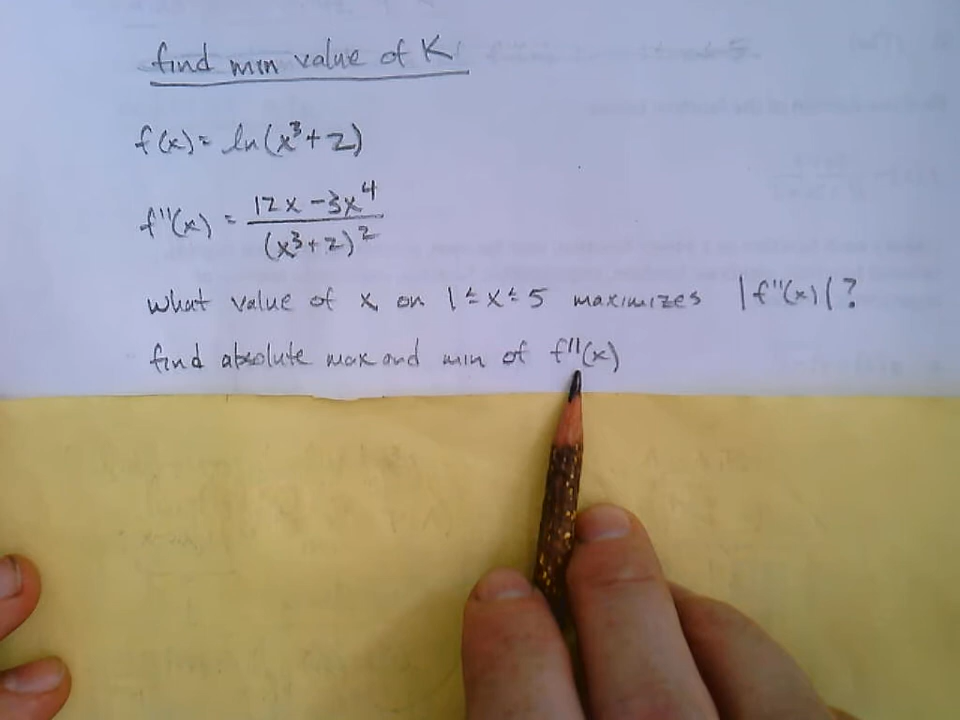 find min value of K
f(x) = ln(x³+2)
f''(x) = 12x - 3x⁴ / (x³+2)²
what value of x on 1 ≤ x ≤ 5 maximizes |f''(x)|?
find absolute max and min of f''(x)